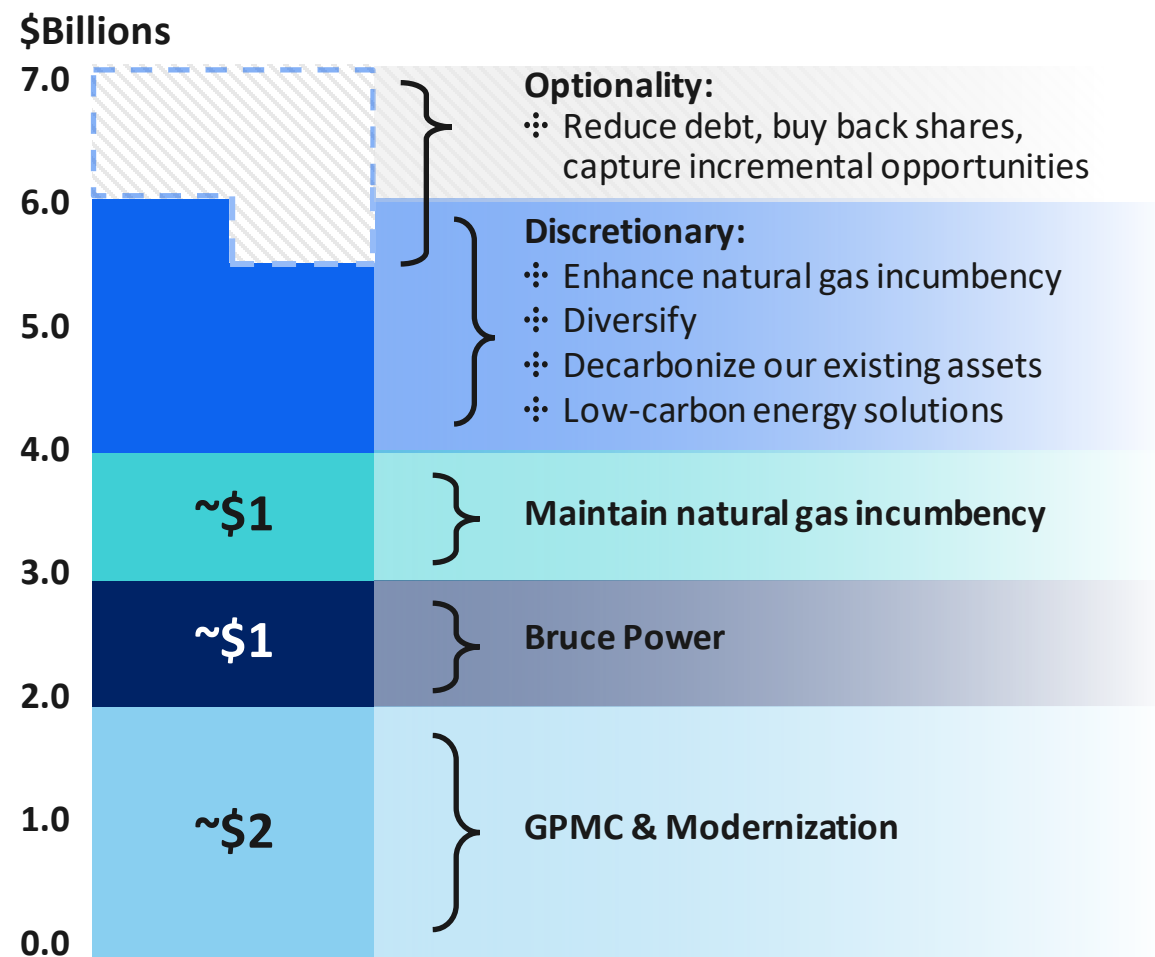 $Billions
7.0
Optionality:
Reduce debt, buy back shares,
capture incremental opportunities
6.0
Discretionary:
Enhance natural gas incumbency
5.0
Diversify
Decarbonize our existing assets
Low-carbon energy solutions
4.0
~$1
Maintain natural gas incumbency
3.0
~$1
Bruce Power
2.0
1.0
~$2
GPMC & Modernization
0.0